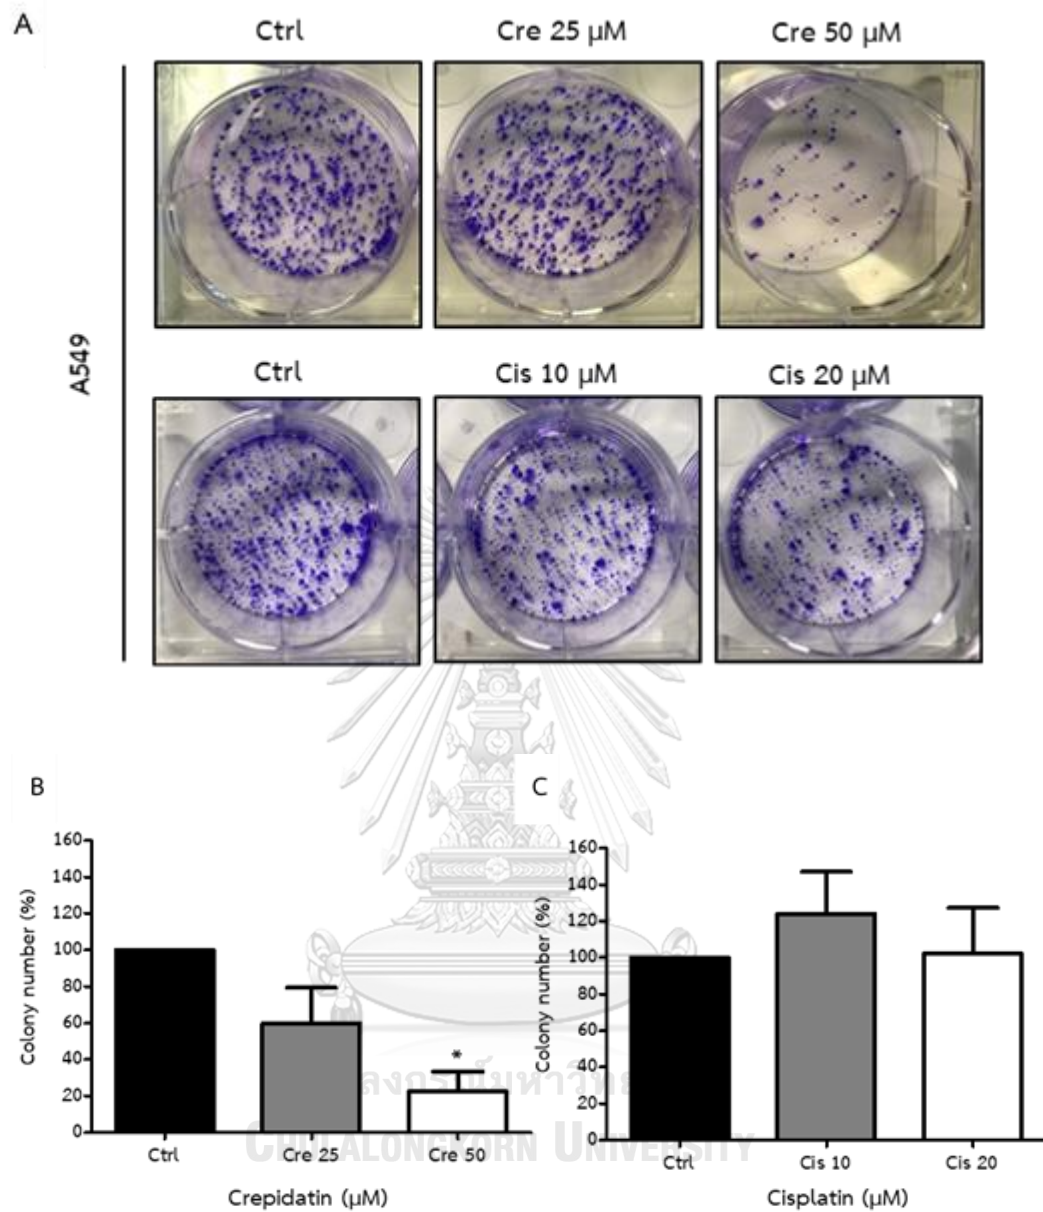 A
Ctrl
Cre 25 µM
Cre 50 µM
A549
Ctrl
Cis 10 µM
Cis 20 µM
B
160
140
120
100
80
60
40
20
0
Colony number (%)
*
Ctrl
Cre 25
Cre 50
Crepidatin (µM)
C
160
140
120
100
80
60
40
20
0
Colony number (%)
Ctrl
Cis 10
Cis 20
Cisplatin (µM)
UNIVERSITY